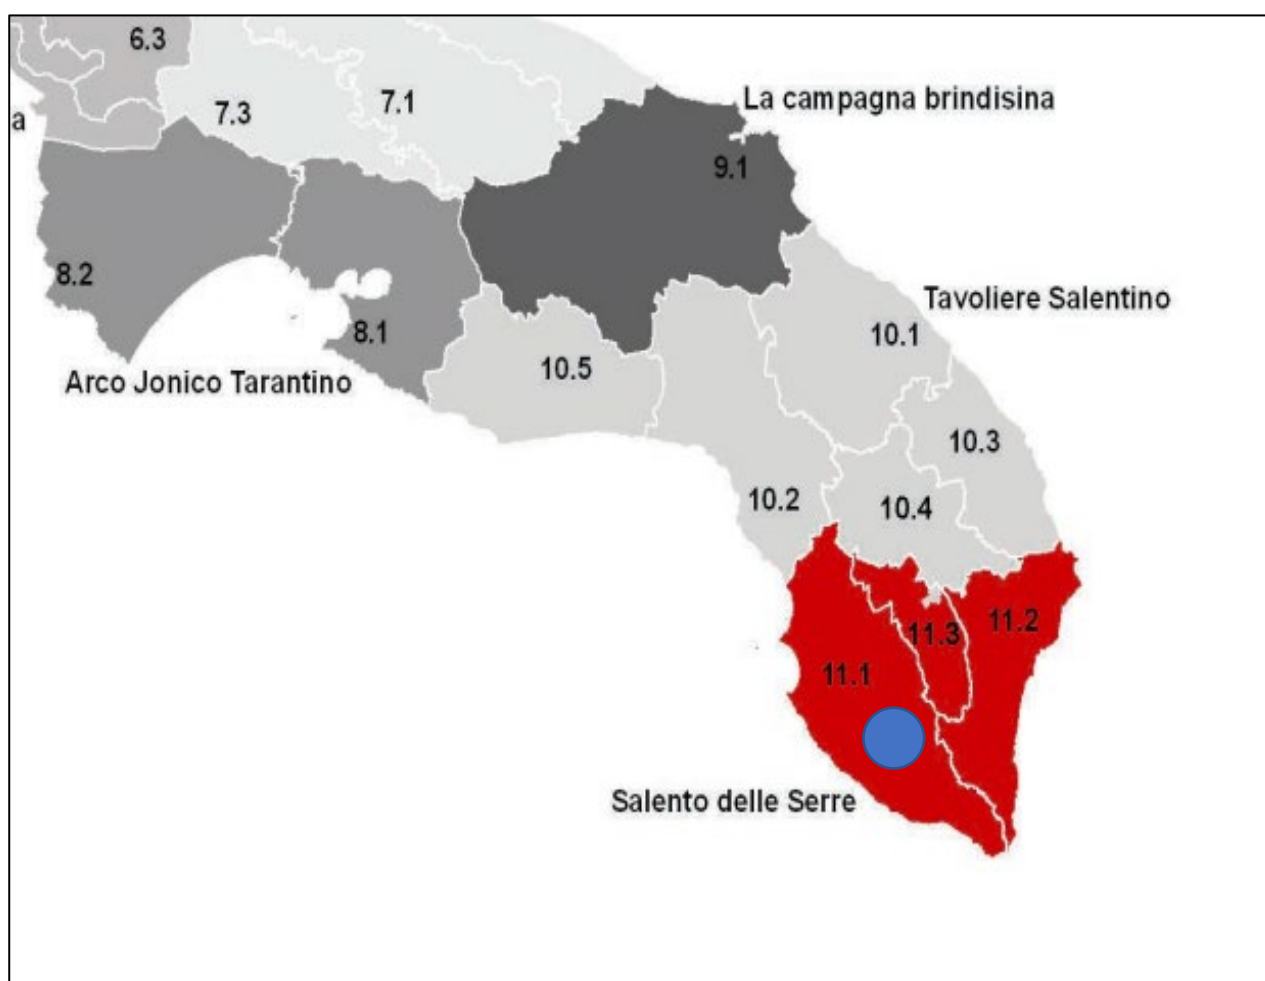 6.3
a
7.3
7.1
La campagna brindisina
9.1
8.2
8.1
Arco Jonico Tarantino
10.5
Tavoliere Salentino
10.1
10.3
10.2
10.4
11.3
11.2
11.1
Salento delle Serre